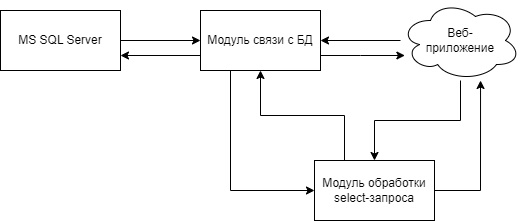 MS SQL Server
Модуль связи с БД
Веб-
приложение
Модуль обработки
select-запроса